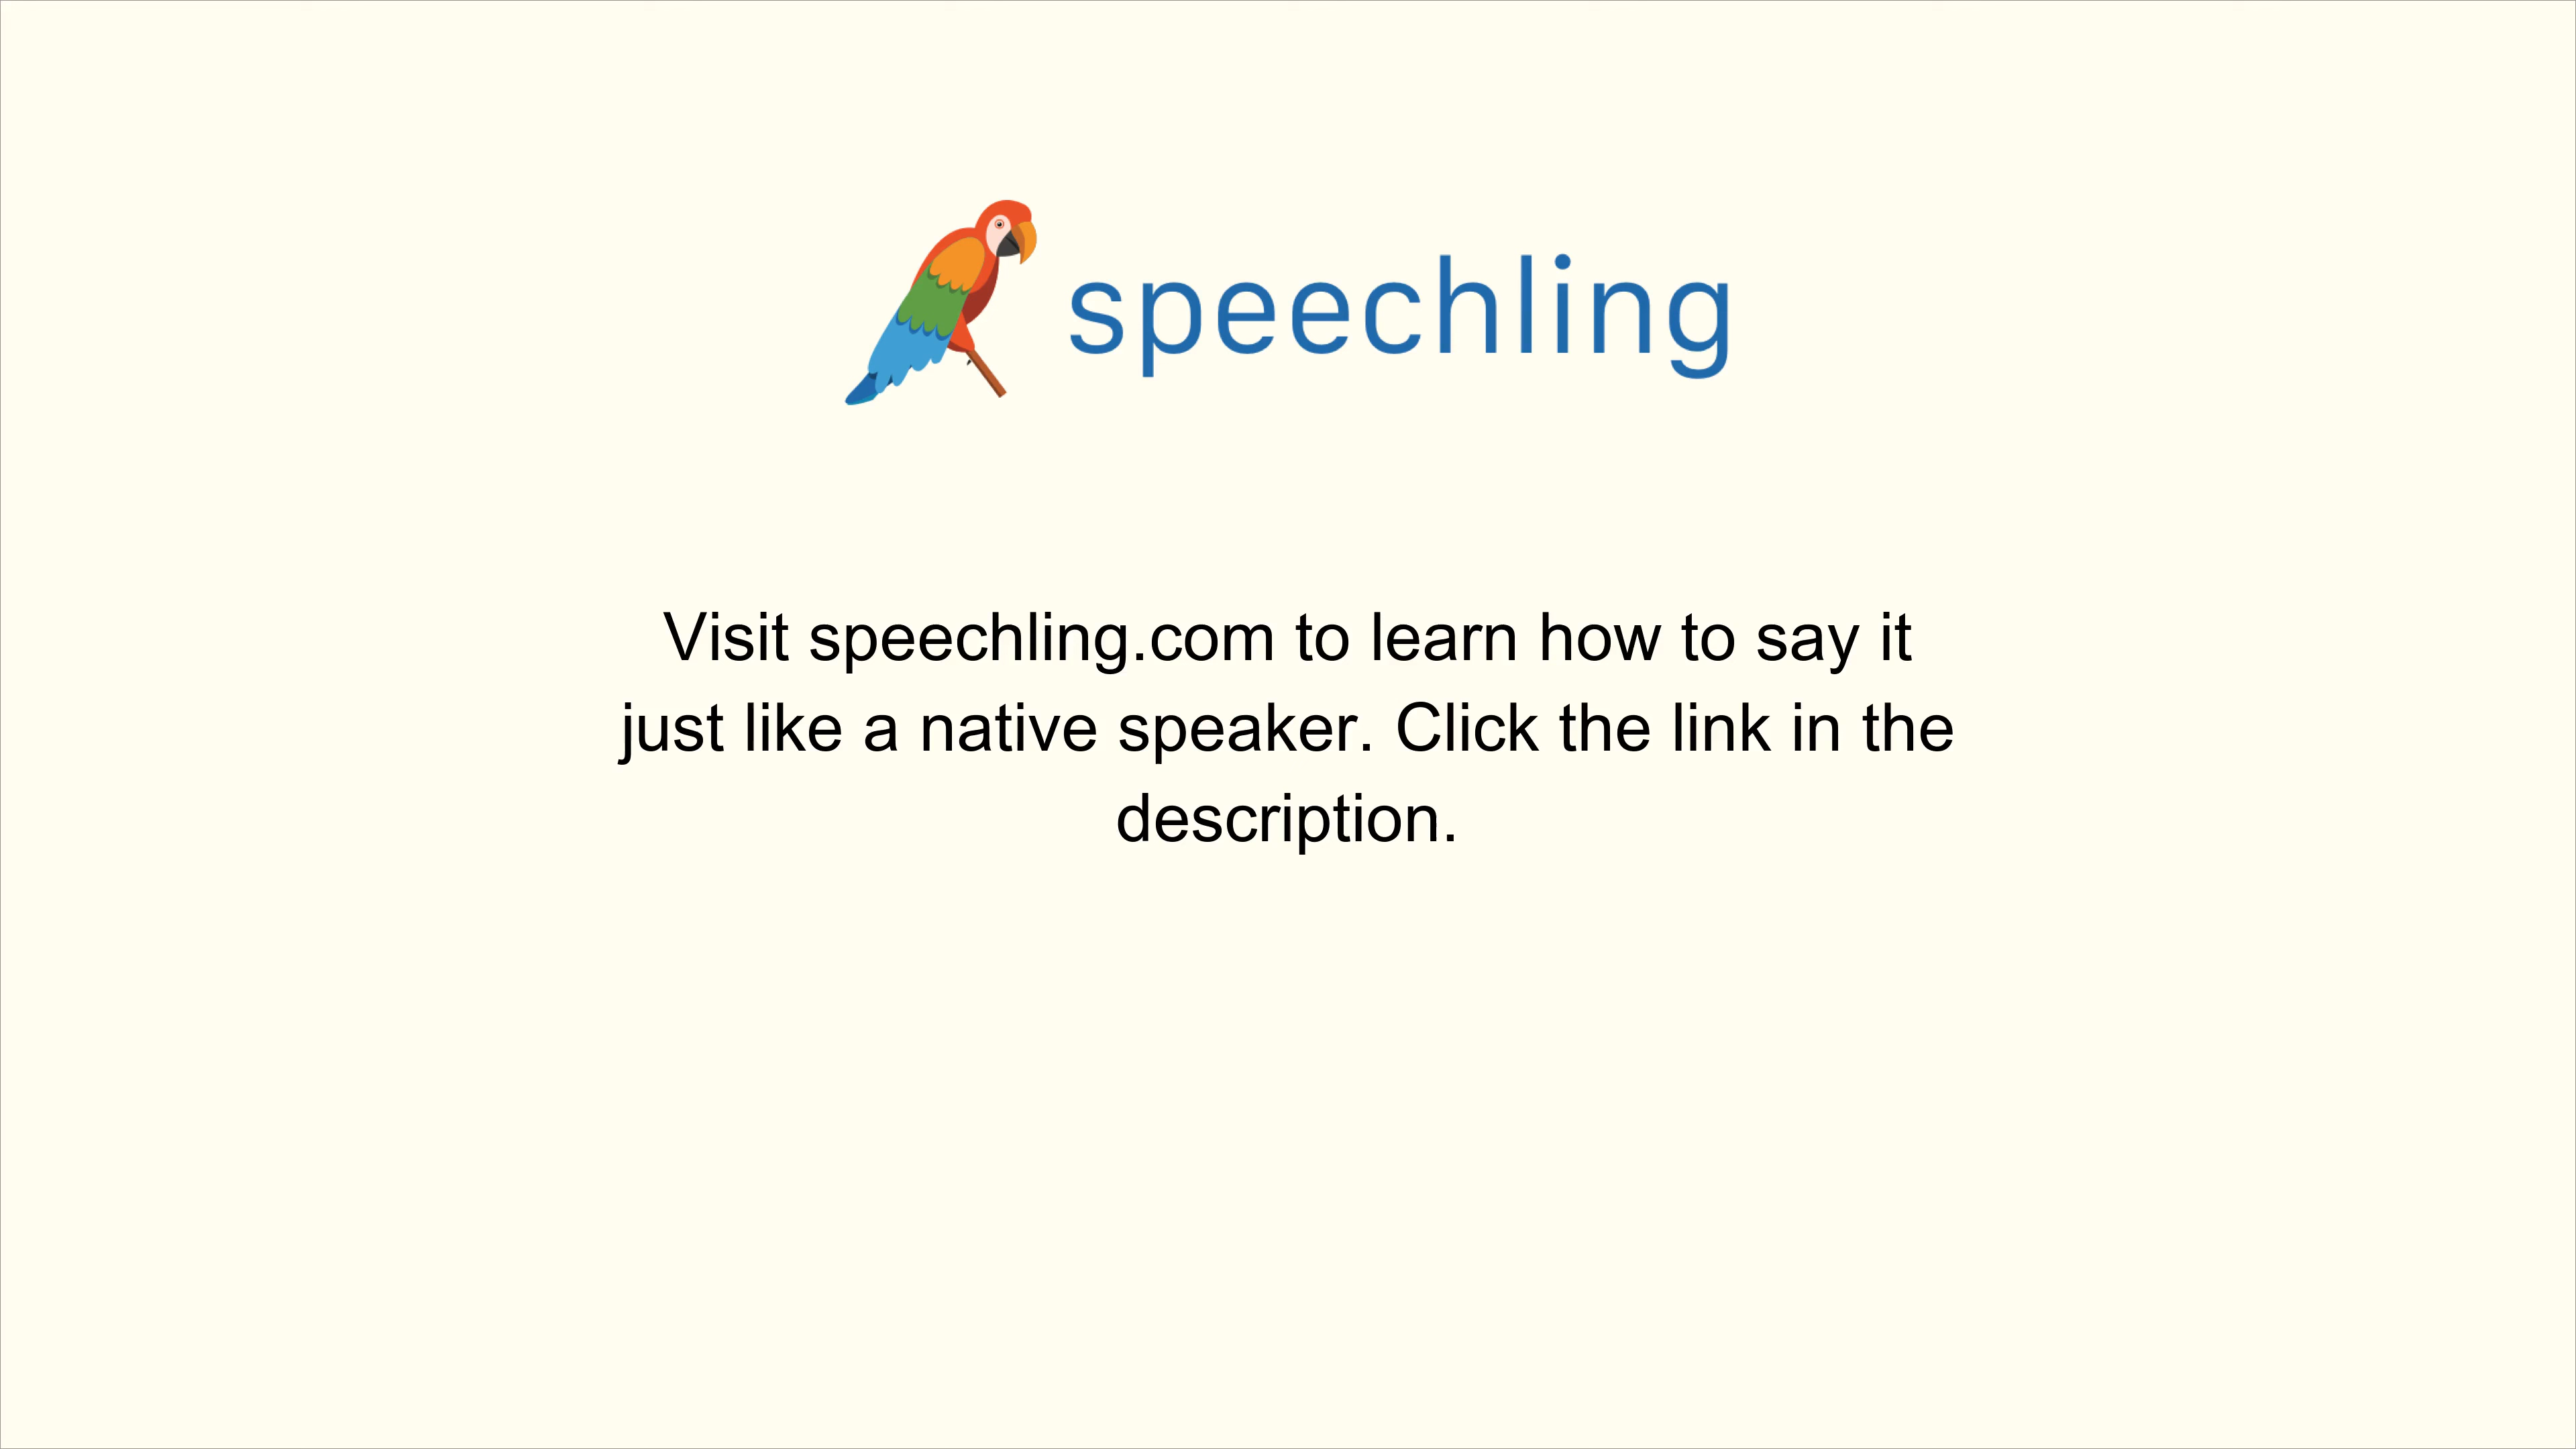 speechling
Visit speechling.com to learn how to say it
just like a native speaker. Click the link in the
description.